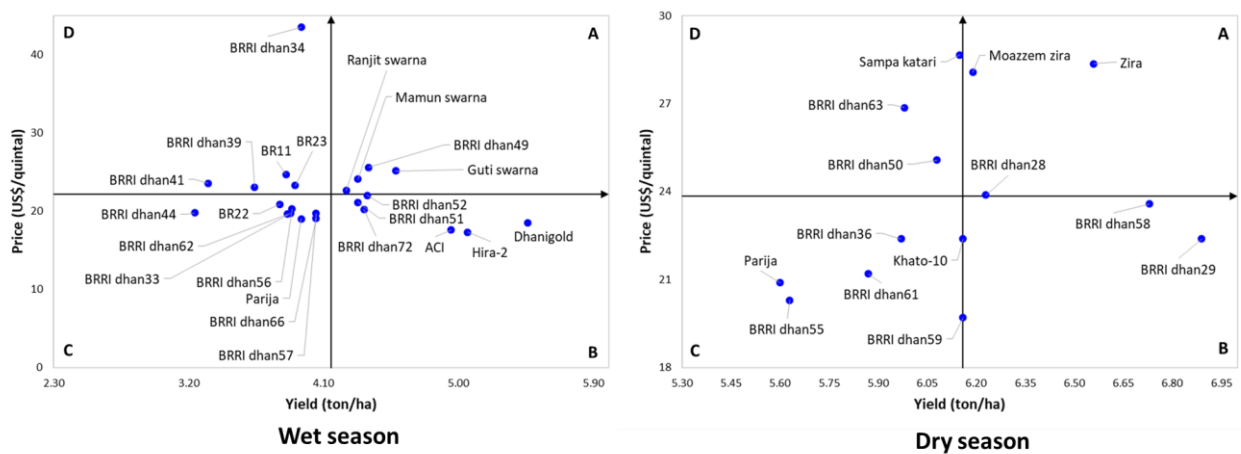 D
A
BRRI dhan34
Ranjit swarna
Mamun swarna
BRRI dhan39
BR11
BR23
BRRI dhan49
Guti swarna
BRRI dhan41
BRRI dhan44
BR22
BRRI dhan52
BRRI dhan51
BRRI dhan62
BRRI dhan72
ACI
Hira-2
Dhanigold
BRRI dhan33
BRRI dhan56
Parija
BRRI dhan66
BRRI dhan57
C
B
Price (US$/quintal)
40
30
20
10
0
2.30
3.20
4.10
5.00
5.90
Yield (ton/ha)
Wet season
D
A
Sampa katari
Moazzem zira
Zira
BRRI dhan63
BRRI dhan50
BRRI dhan28
BRRI dhan58
BRRI dhan36
Khato-10
BRRI dhan29
Parija
BRRI dhan61
BRRI dhan55
BRRI dhan59
C
B
Price (US$/quintal)
30
27
24
21
18
5.30
5.45
5.60
5.75
5.90
6.05
6.20
6.35
6.50
6.65
6.80
6.95
Yield (ton/ha)
Dry season